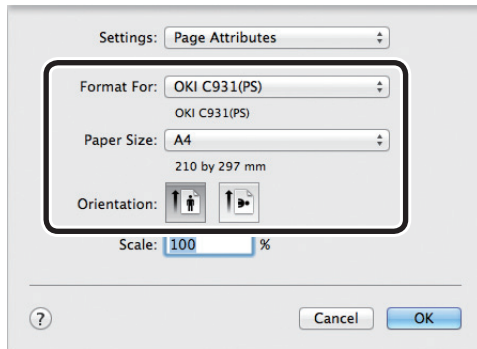 Settings: Page Attributes
Format For: OKI C931(PS)
OKI C931(PS)
Paper Size: A4
210 by 297 mm
Orientation:
Scale: 100 %
? Cancel OK